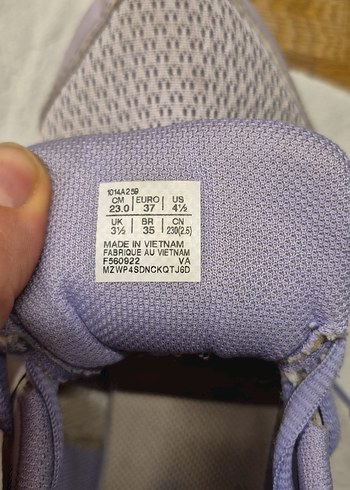 1014A259
CM EURO US
23.0 37 4½
UK BR CN
3½ 35 230(2.5)
MADE IN VIETNAM
FABRIQUE AU VIETNAM
F560922 VA
MZWP4SDNCKQTJ6D